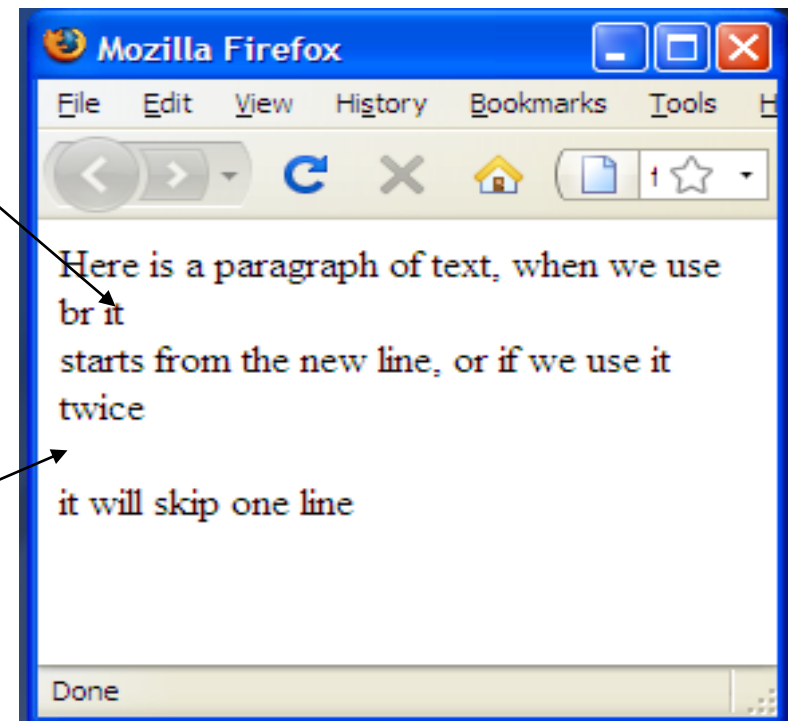 Mozilla Firefox
File Edit View History Bookmarks Tools H
Here is a paragraph of text, when we use
br it
starts from the new line, or if we use it
twice
it will skip one line
Done